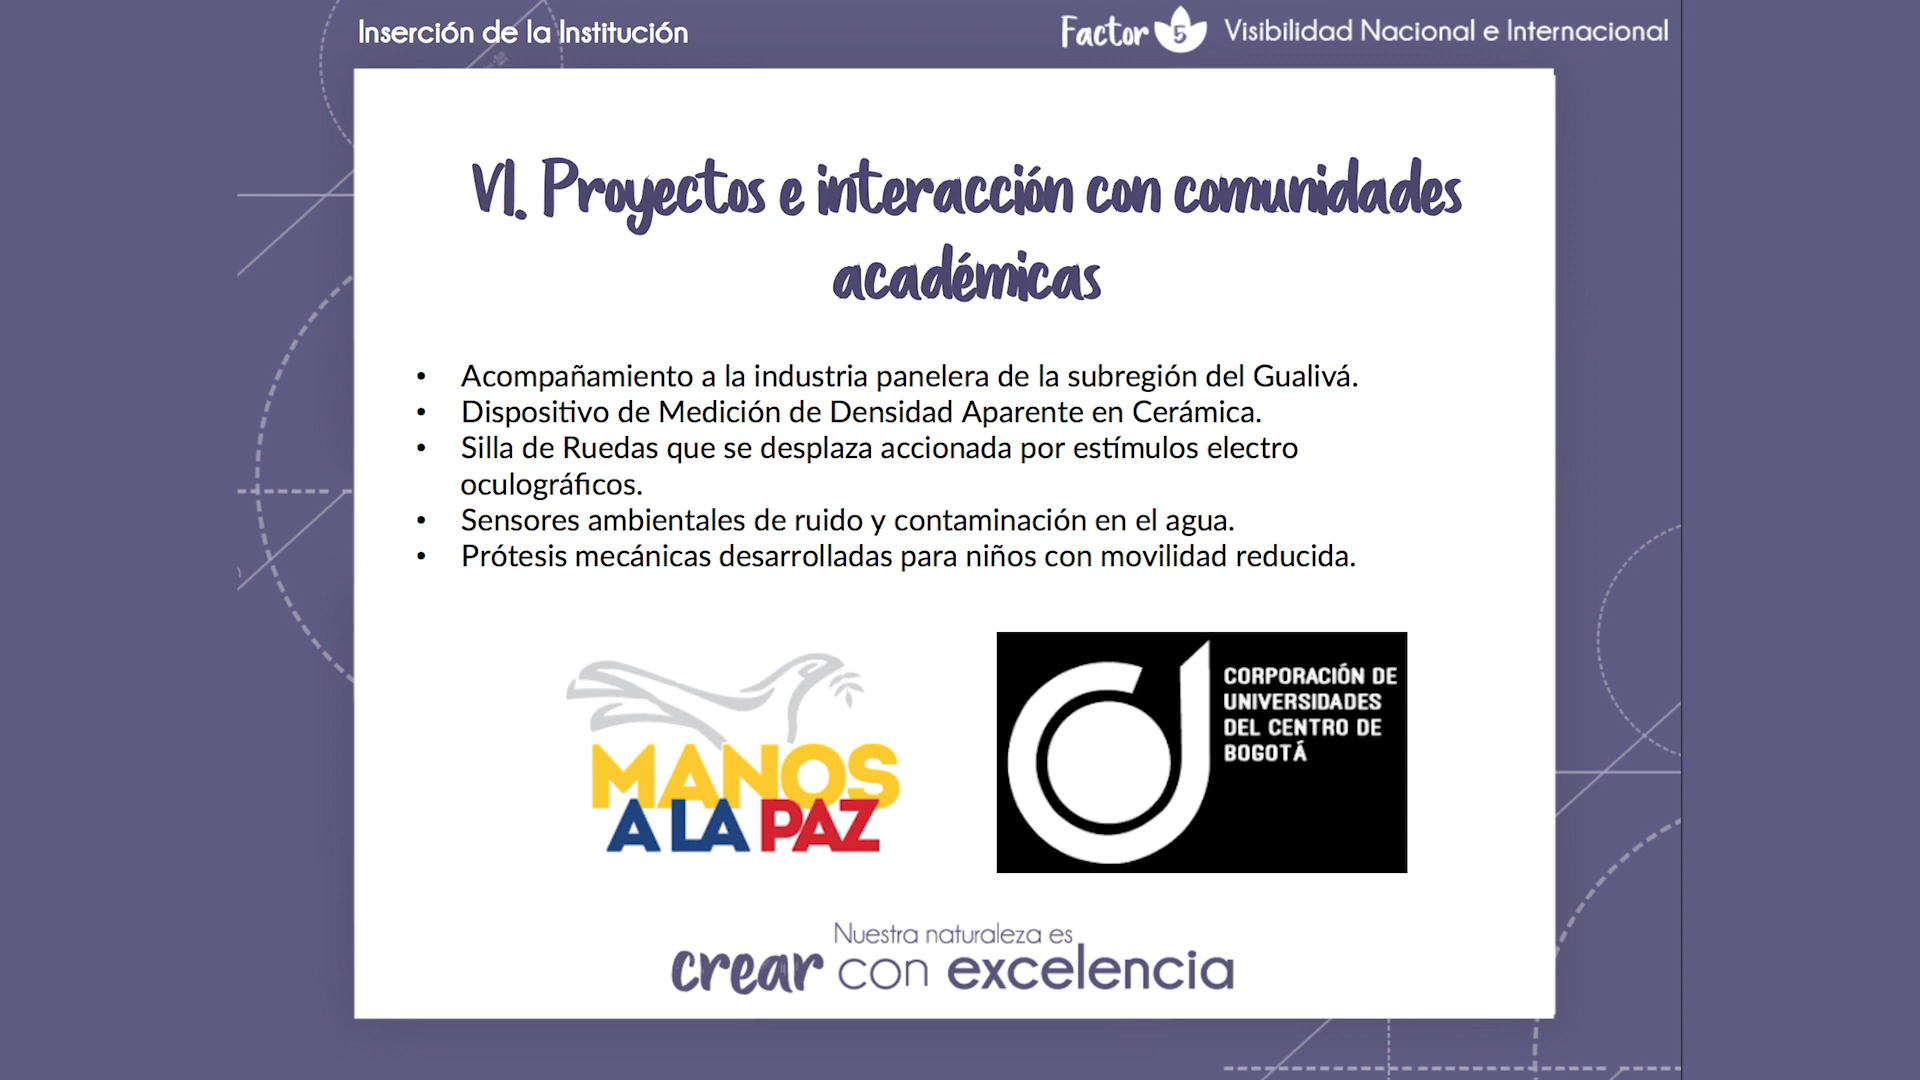 Inserción de la Institución
Factor 5 Visibilidad Nacional e Internacional
VI. Proyectos e interacción con comunidades
académicas
• Acompañamiento a la industria panelera de la subregión del Gualivá.
• Dispositivo de Medición de Densidad Aparente en Cerámica.
• Silla de Ruedas que se desplaza accionada por estímulos electro
oculográficos.
• Sensores ambientales de ruido y contaminación en el agua.
• Prótesis mecánicas desarrolladas para niños con movilidad reducida.
MANOS
A LA PAZ
CORPORACIÓN DE
UNIVERSIDADES
DEL CENTRO DE
BOGOTÁ
Nuestra naturaleza es
crear con excelencia